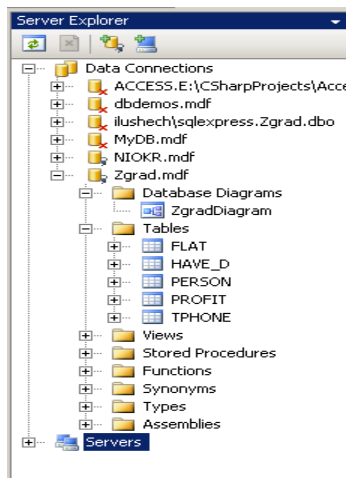 Server Explorer
Data Connections
ACCESS.E:\CSharpProjects\Acce
dbdemos.mdf
ilushech\sqlexpress.Zgrad.dbo
MyDB.mdf
NIOKR.mdf
Zgrad.mdf
Database Diagrams
ZgradDiagram
Tables
FLAT
HAVE_D
PERSON
PROFIT
TPHONE
Views
Stored Procedures
Functions
Synonyms
Types
Assemblies
Servers